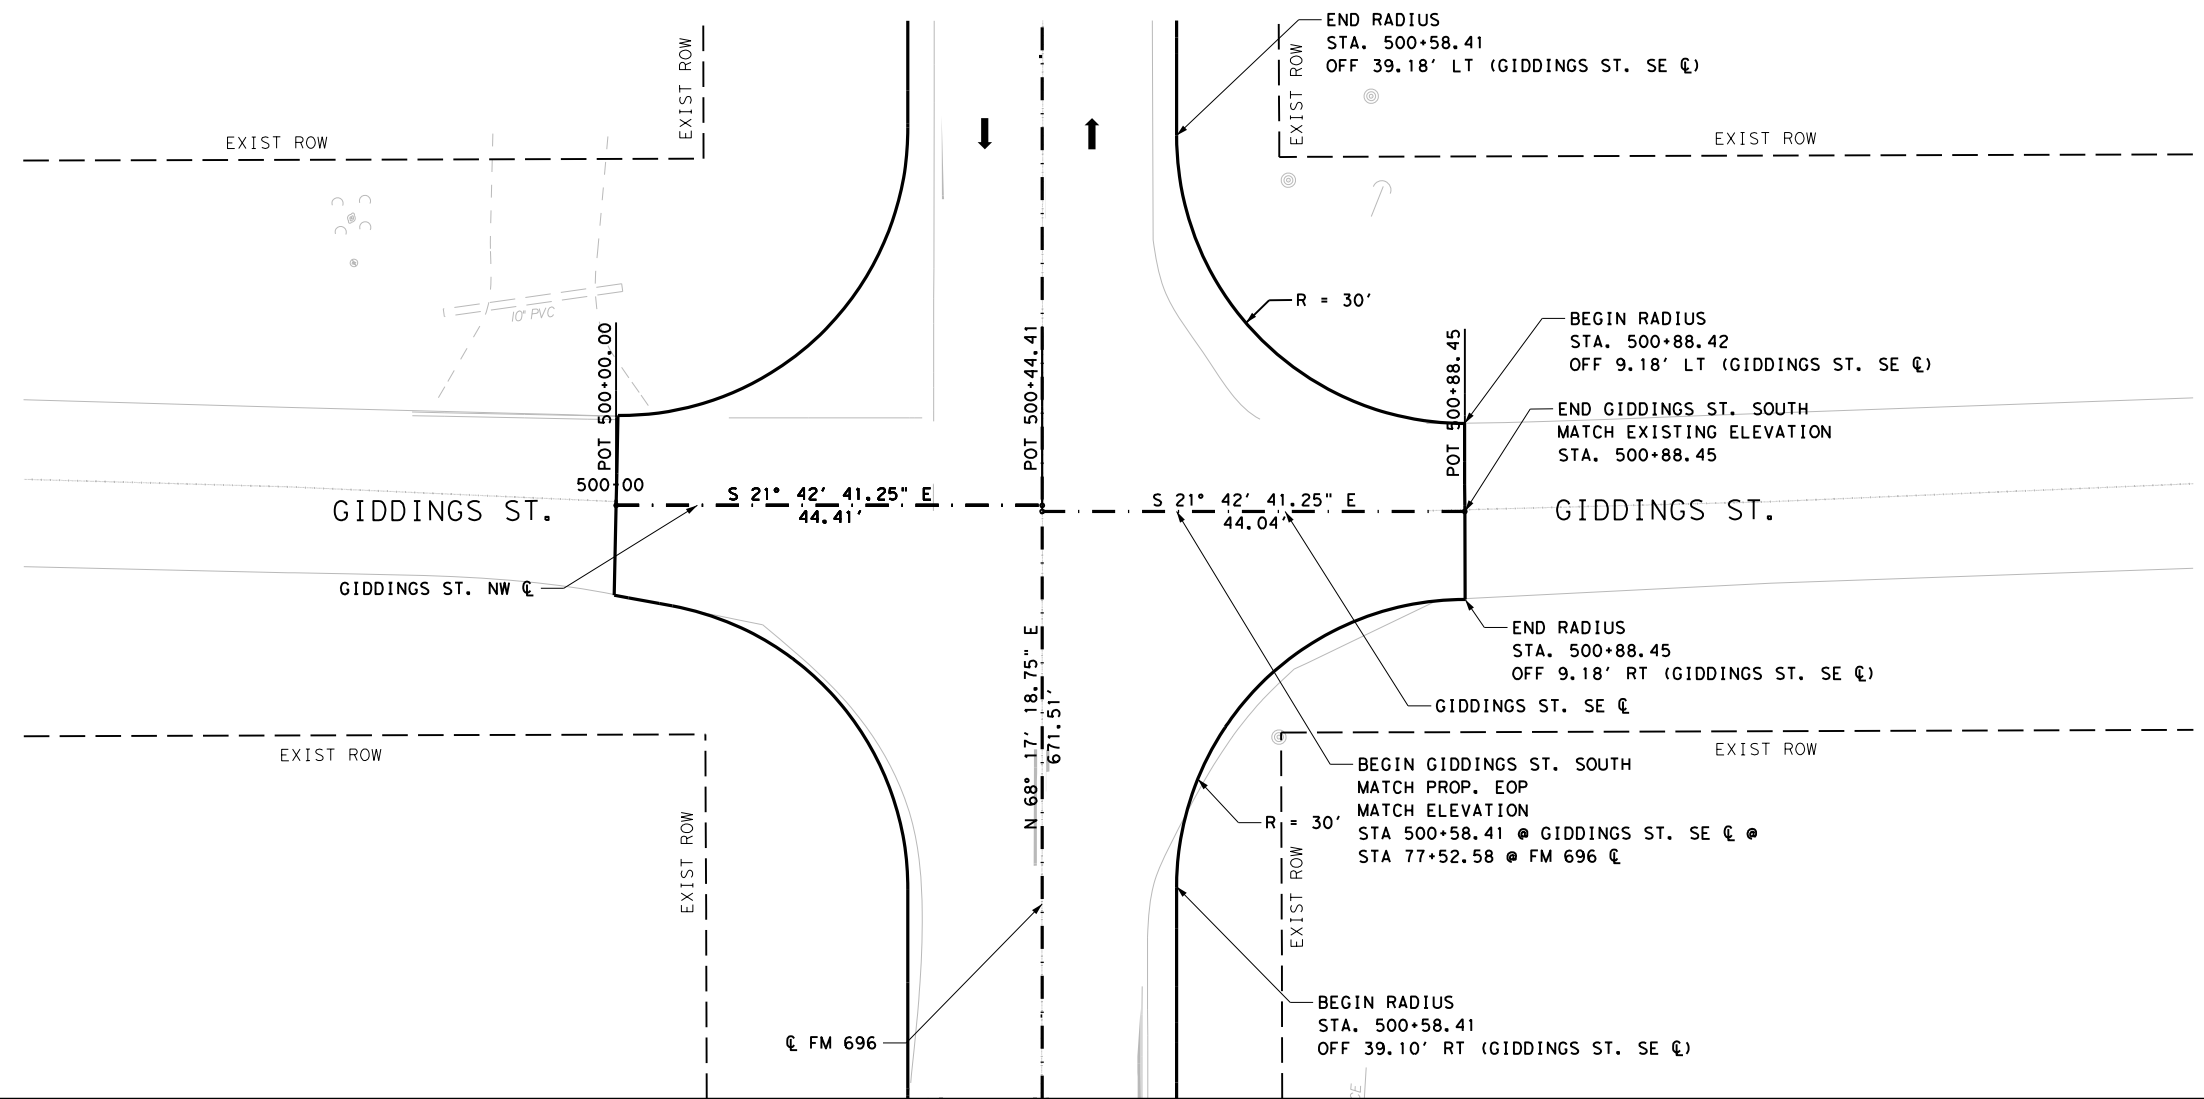 END RADIUS
STA. 500+58.41
OFF 39.18' LT (GIDDINGS ST. SE ℄)
EXIST ROW
EXIST ROW
EXIST ROW
EXIST ROW
10" PVC
R = 30'
BEGIN RADIUS
STA. 500+88.42
OFF 9.18' LT (GIDDINGS ST. SE ℄)
POT 500+00.00
POT 500+44.41
POT 500+88.45
END GIDDINGS ST. SOUTH
MATCH EXISTING ELEVATION
STA. 500+88.45
500+00
S 21° 42' 41.25" E
44.41'
S 21° 42' 41.25" E
44.04'
GIDDINGS ST.
GIDDINGS ST.
GIDDINGS ST. NW ℄
END RADIUS
STA. 500+88.45
OFF 9.18' RT (GIDDINGS ST. SE ℄)
GIDDINGS ST. SE ℄
N 68° 17' 18.75" E
671.51'
EXIST ROW
EXIST ROW
BEGIN GIDDINGS ST. SOUTH
MATCH PROP. EOP
MATCH ELEVATION
STA 500+58.41 @ GIDDINGS ST. SE ℄ @
STA 77+52.58 @ FM 696 ℄
R = 30'
EXIST ROW
EXIST ROW
BEGIN RADIUS
STA. 500+58.41
OFF 39.10' RT (GIDDINGS ST. SE ℄)
℄ FM 696